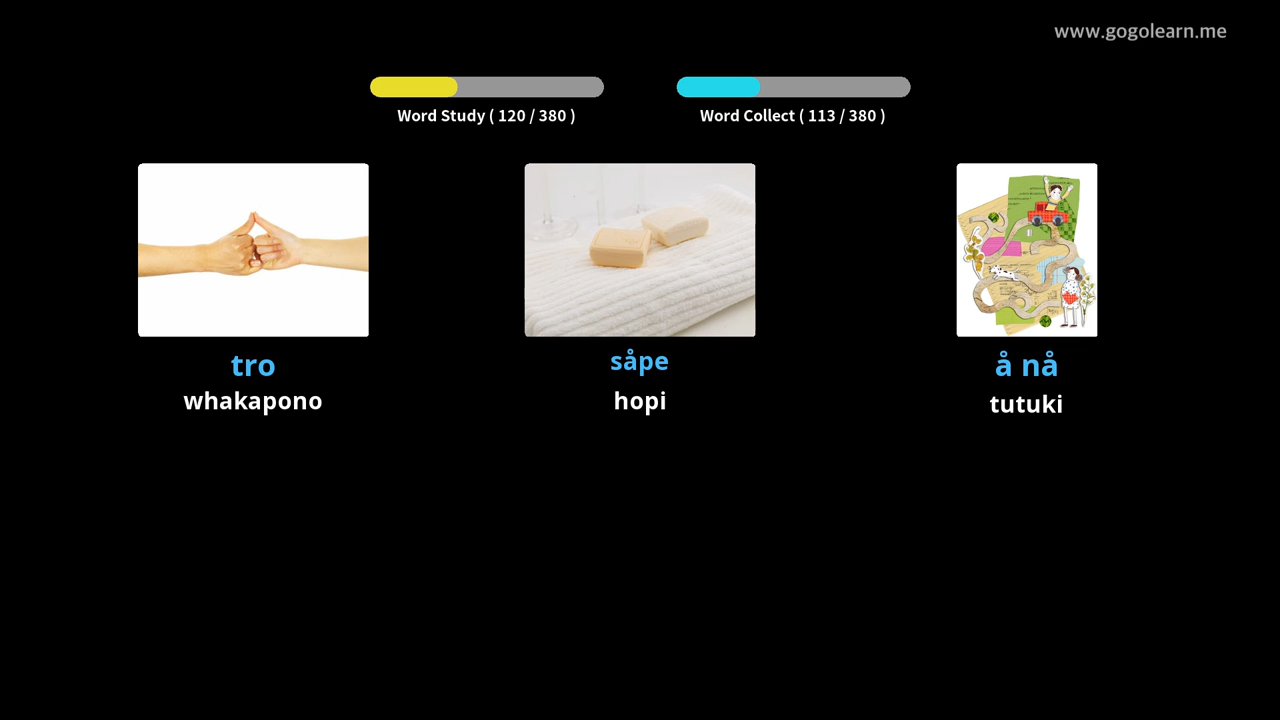 www.gogolearn.me
Word Study ( 120 / 380 )
Word Collect ( 113 / 380 )
tro
såpe
å nå
whakapono
hopi
tutuki